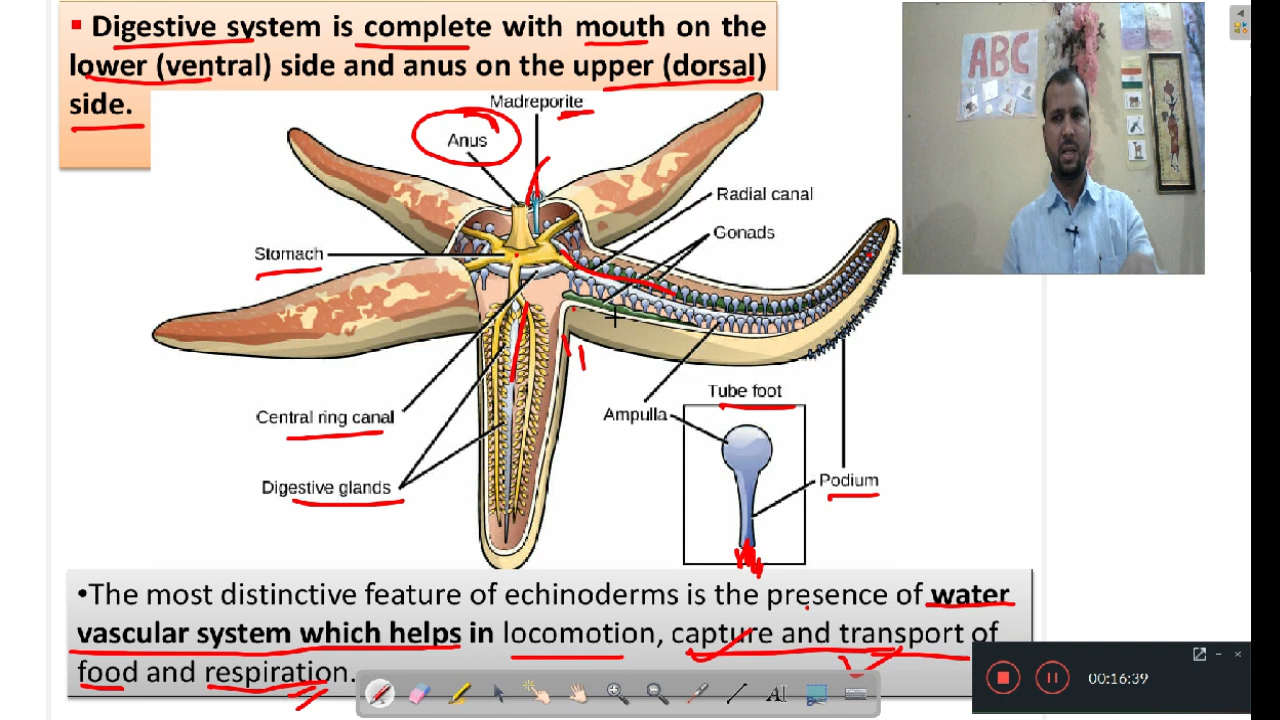 ▪ Digestive system is complete with mouth on the
lower (ventral) side and anus on the upper (dorsal)
side.
Madreporite
Anus
Radial canal
Gonads
Stomach
Central ring canal
Digestive glands
Tube foot
Ampulla
Podium
•The most distinctive feature of echinoderms is the presence of water
vascular system which helps in locomotion, capture and transport of
food and respiration.
ABC
AI
00:16:39